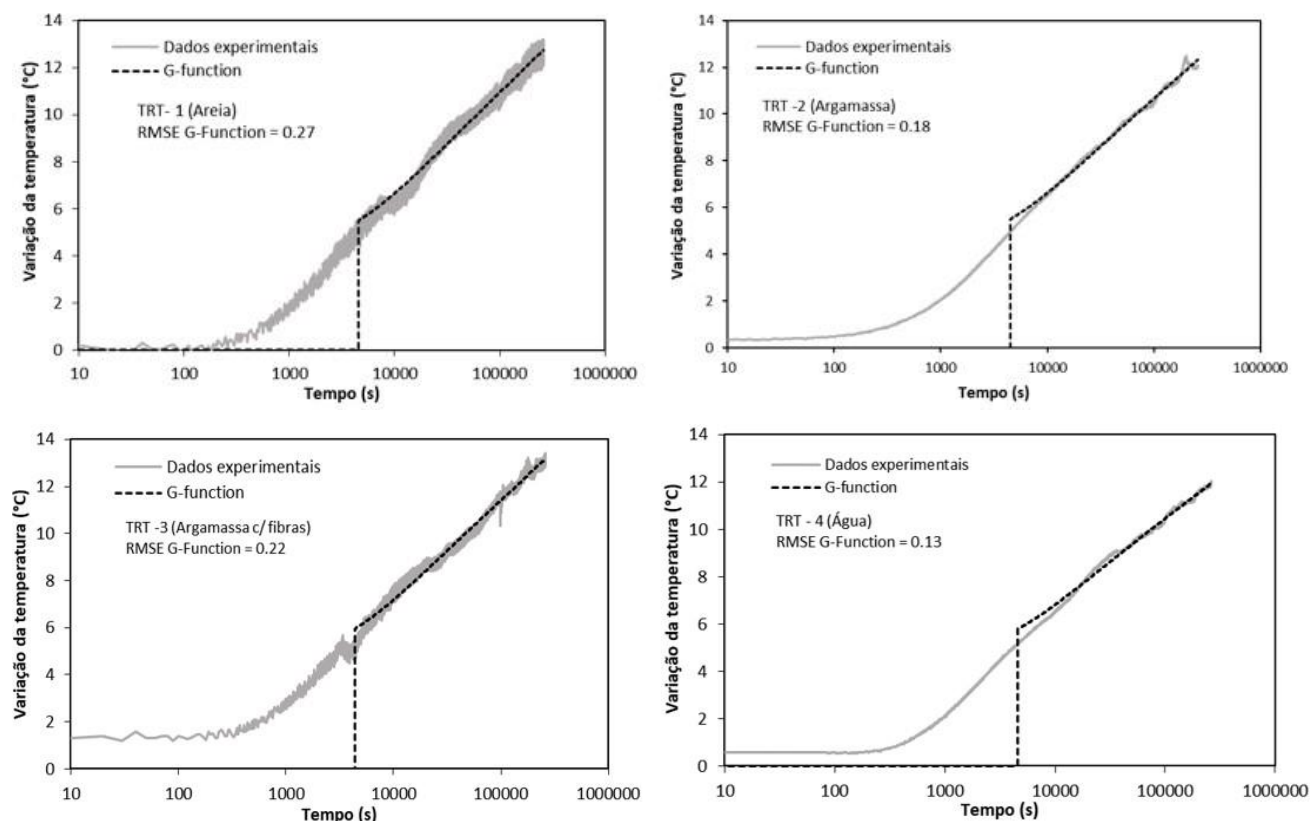 14
12
10
8
6
4
2
0
Variação da temperatura (°C)
Dados experimentais
G-function
TRT- 1 (Areia)
RMSE G-Function = 0.27
10 100 1000 10000 100000 1000000
Tempo (s)
14
12
10
8
6
4
2
0
Variação da temperatura (°C)
Dados experimentais
G-function
TRT -2 (Argamassa)
RMSE G-Function = 0.18
10 100 1000 10000 100000 1000000
Tempo (s)
14
12
10
8
6
4
2
0
Variação da temperatura (°C)
Dados experimentais
G-function
TRT -3 (Argamassa c/ fibras)
RMSE G-Function = 0.22
10 100 1000 10000 100000 1000000
Tempo (s)
14
12
10
8
6
4
2
0
Variação da temperatura (°C)
Dados experimentais
G-function
TRT - 4 (Água)
RMSE G-Function = 0.13
10 100 1000 10000 100000 1000000
Tempo (s)